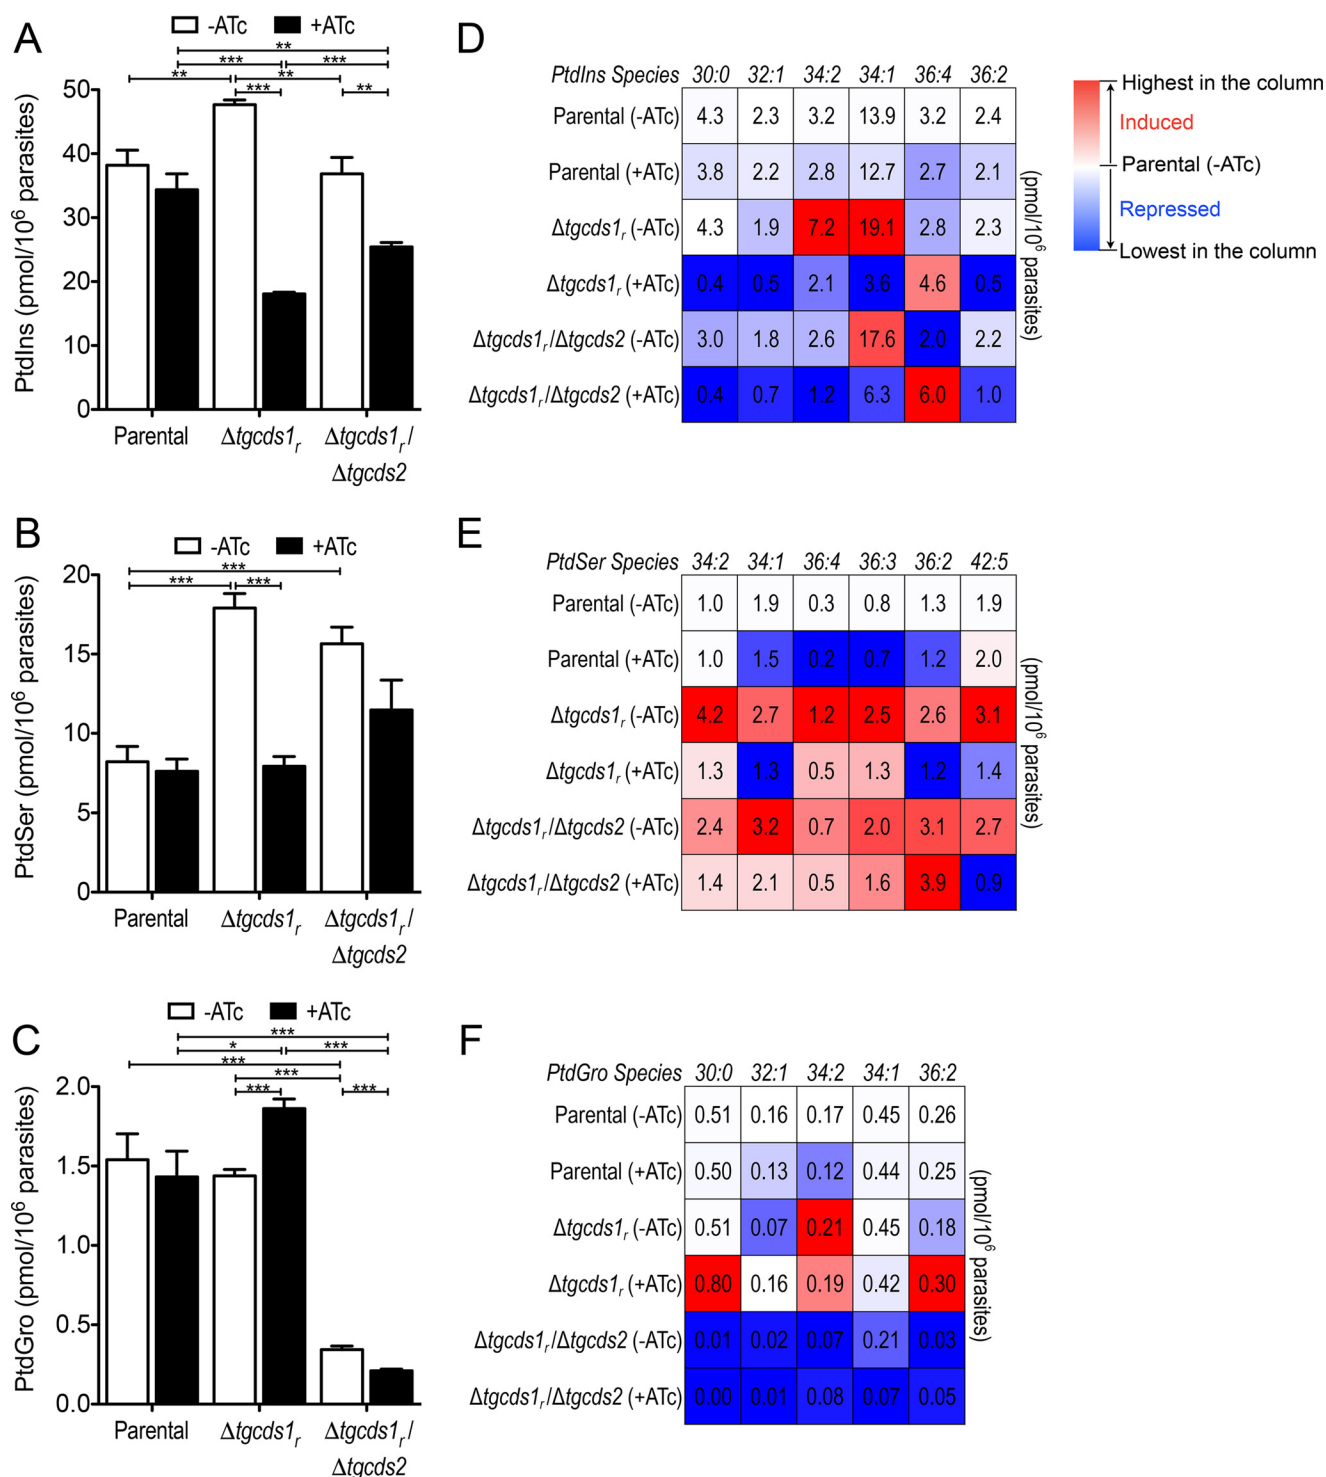 A
-ATc +ATc
**
*** ***
** **
*** **
PtdIns (pmol/10⁶ parasites)
50
40
30
20
10
0
Parental Δtgcds1ᵣ Δtgcds1ᵣ/
Δtgcds2
D
PtdIns Species 30:0 32:1 34:2 34:1 36:4 36:2
Parental (-ATc) 4.3 2.3 3.2 13.9 3.2 2.4
Parental (+ATc) 3.8 2.2 2.8 12.7 2.7 2.1
Δtgcds1ᵣ (-ATc) 4.3 1.9 7.2 19.1 2.8 2.3
Δtgcds1ᵣ (+ATc) 0.4 0.5 2.1 3.6 4.6 0.5
Δtgcds1ᵣ/Δtgcds2 (-ATc) 3.0 1.8 2.6 17.6 2.0 2.2
Δtgcds1ᵣ/Δtgcds2 (+ATc) 0.4 0.7 1.2 6.3 6.0 1.0
(pmol/10⁶ parasites)
Highest in the column
Induced
Parental (-ATc)
Repressed
Lowest in the column
B
-ATc +ATc
***
*** ***
PtdSer (pmol/10⁶ parasites)
20
15
10
5
0
Parental Δtgcds1ᵣ Δtgcds1ᵣ/
Δtgcds2
E
PtdSer Species 34:2 34:1 36:4 36:3 36:2 42:5
Parental (-ATc) 1.0 1.9 0.3 0.8 1.3 1.9
Parental (+ATc) 1.0 1.5 0.2 0.7 1.2 2.0
Δtgcds1ᵣ (-ATc) 4.2 2.7 1.2 2.5 2.6 3.1
Δtgcds1ᵣ (+ATc) 1.3 1.3 0.5 1.3 1.2 1.4
Δtgcds1ᵣ/Δtgcds2 (-ATc) 2.4 3.2 0.7 2.0 3.1 2.7
Δtgcds1ᵣ/Δtgcds2 (+ATc) 1.4 2.1 0.5 1.6 3.9 0.9
(pmol/10⁶ parasites)
C
-ATc +ATc
***
* ***
***
***
*** ***
PtdGro (pmol/10⁶ parasites)
2.0
1.5
1.0
0.5
0.0
Parental Δtgcds1ᵣ Δtgcds1ᵣ/
Δtgcds2
F
PtdGro Species 30:0 32:1 34:2 34:1 36:2
Parental (-ATc) 0.51 0.16 0.17 0.45 0.26
Parental (+ATc) 0.50 0.13 0.12 0.44 0.25
Δtgcds1ᵣ (-ATc) 0.51 0.07 0.21 0.45 0.18
Δtgcds1ᵣ (+ATc) 0.80 0.16 0.19 0.42 0.30
Δtgcds1ᵣ/Δtgcds2 (-ATc) 0.01 0.02 0.07 0.21 0.03
Δtgcds1ᵣ/Δtgcds2 (+ATc) 0.00 0.01 0.08 0.07 0.05
(pmol/10⁶ parasites)